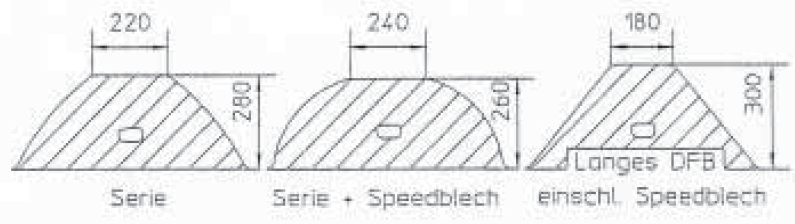 220
240
180
280
260
300
Langes DFB
Serie
Serie + Speedblech
einschl. Speedblech